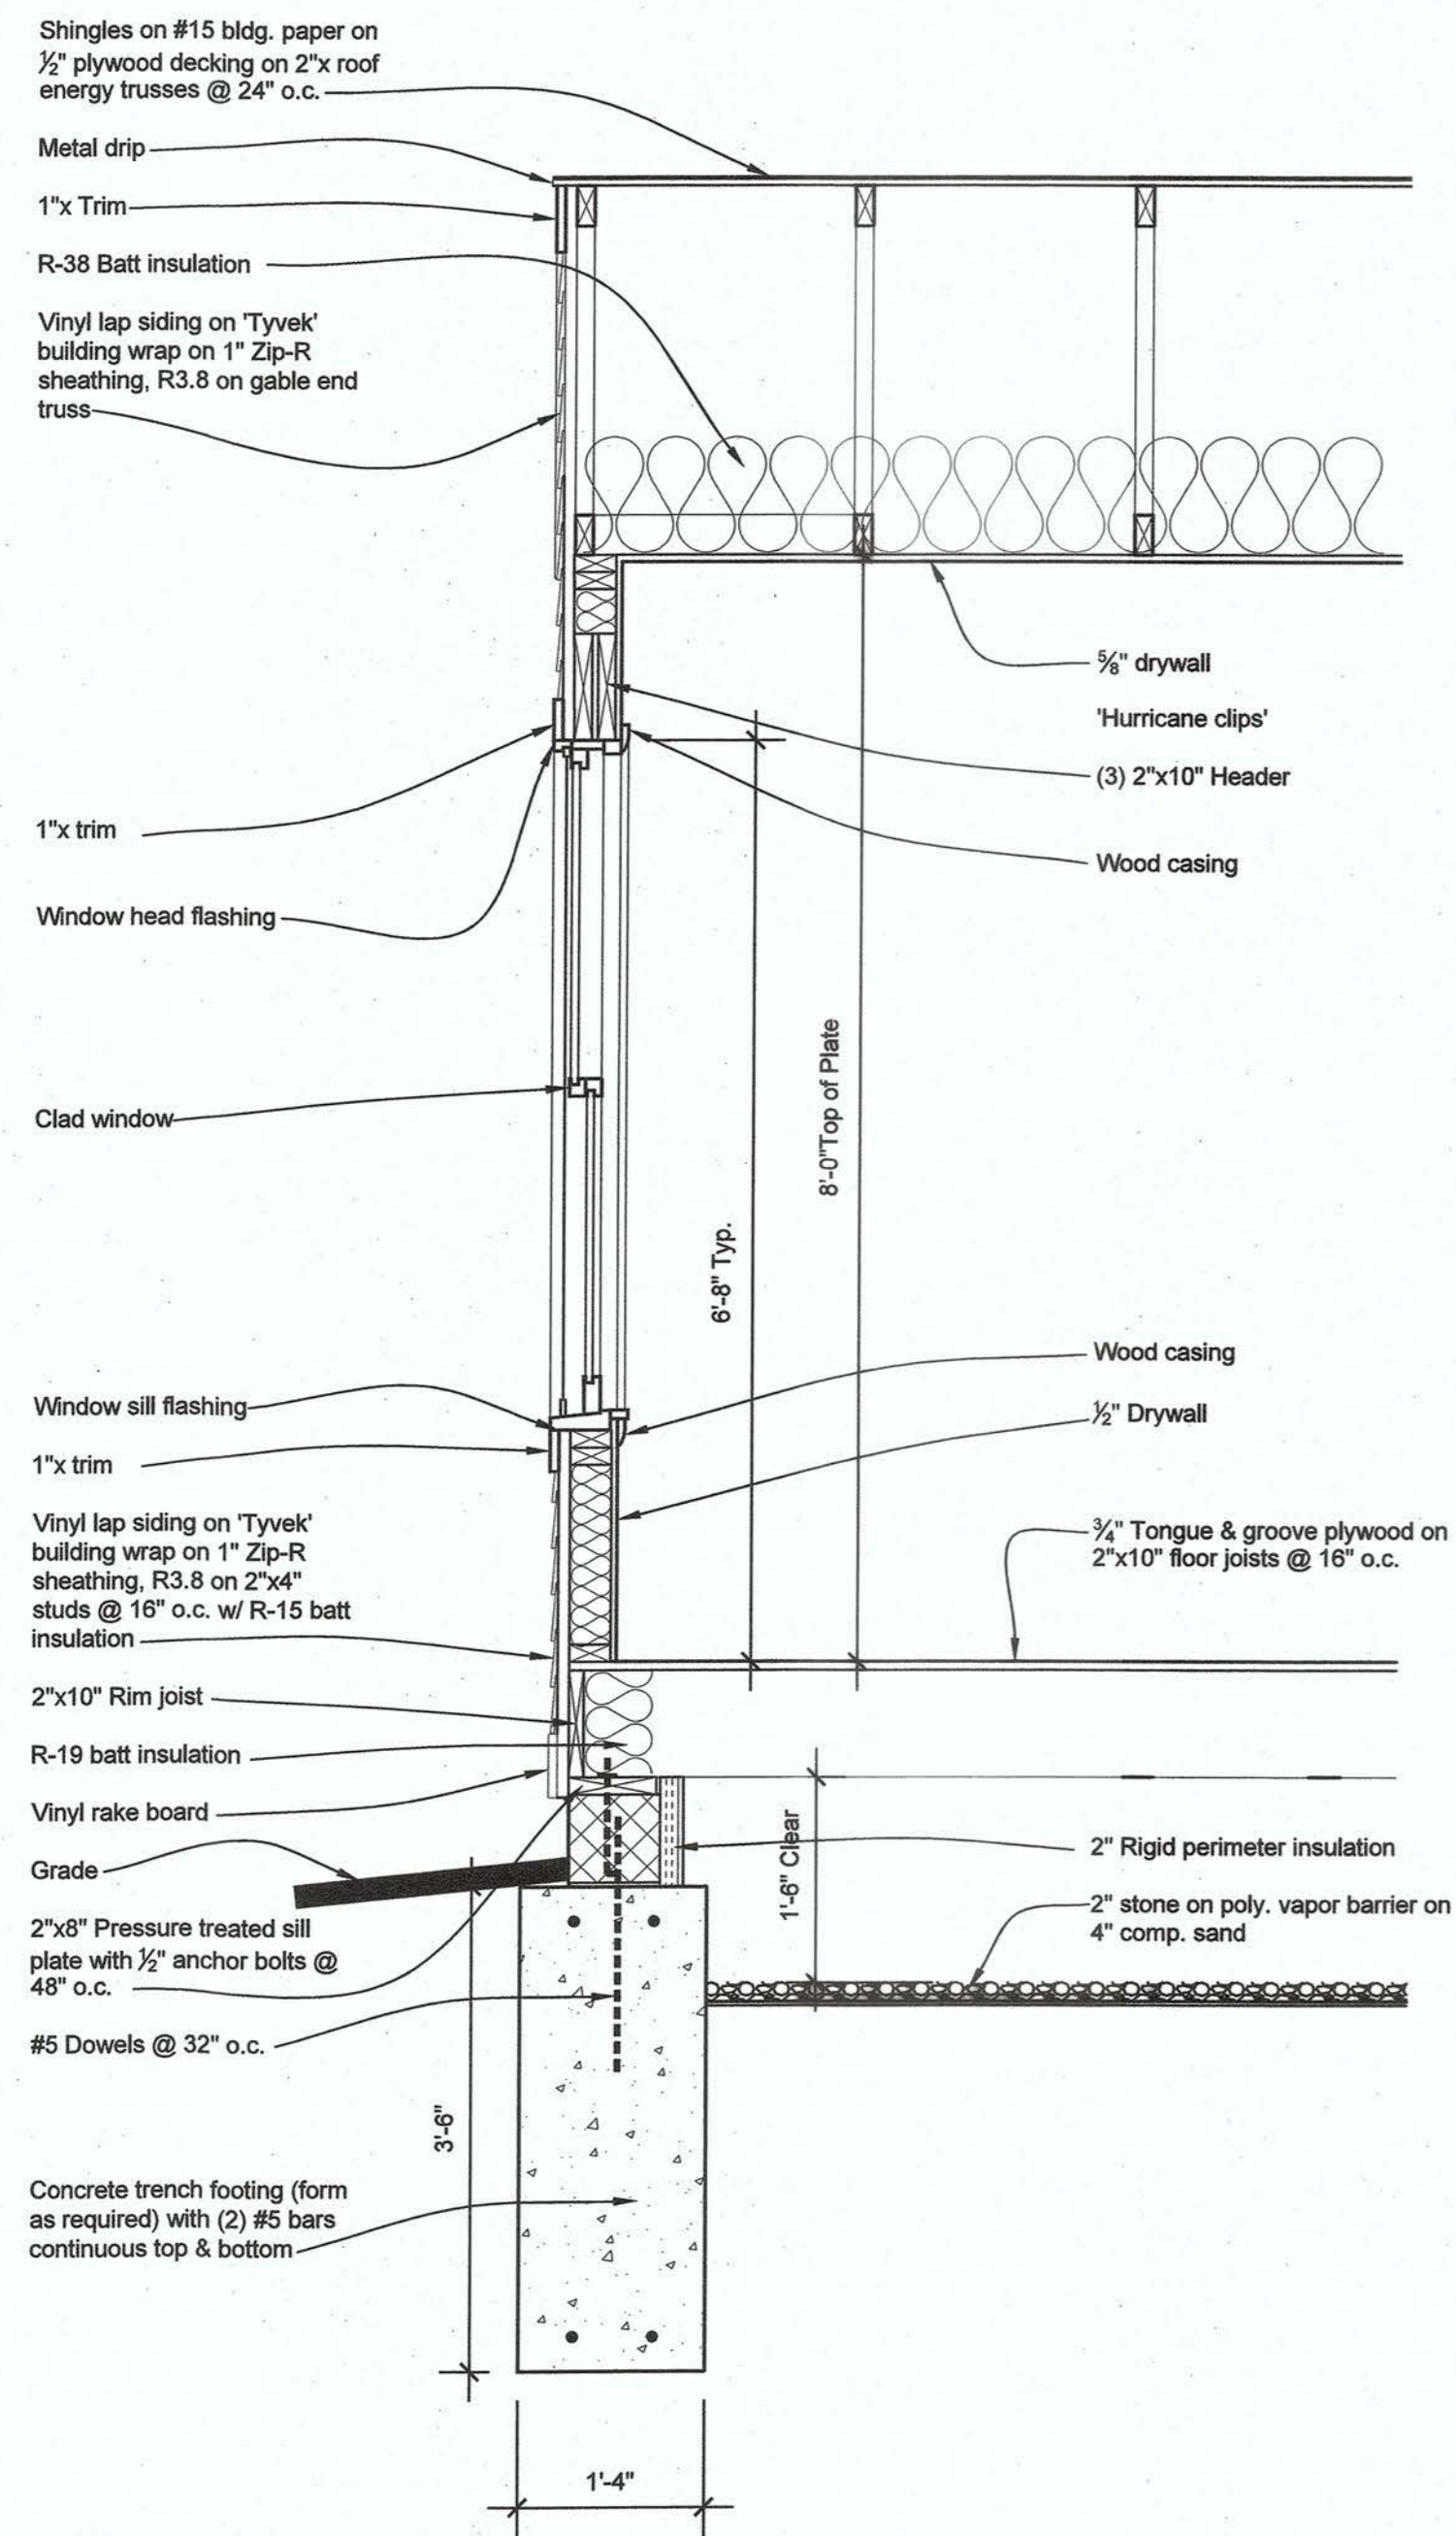 Shingles on #15 bldg. paper on
½" plywood decking on 2"x roof
energy trusses @ 24" o.c.
Metal drip
1"x Trim
R-38 Batt insulation
Vinyl lap siding on 'Tyvek'
building wrap on 1" Zip-R
sheathing, R3.8 on gable end
truss
⅝" drywall
'Hurricane clips'
(3) 2"x10" Header
1"x trim
Wood casing
Window head flashing
8'-0"Top of Plate
Clad window
6'-8" Typ.
Wood casing
Window sill flashing
½" Drywall
1"x trim
Vinyl lap siding on 'Tyvek'
building wrap on 1" Zip-R
sheathing, R3.8 on 2"x4"
studs @ 16" o.c. w/ R-15 batt
insulation
¾" Tongue & groove plywood on
2"x10" floor joists @ 16" o.c.
2"x10" Rim joist
R-19 batt insulation
Vinyl rake board
1'-6" Clear
2" Rigid perimeter insulation
Grade
2" stone on poly. vapor barrier on
4" comp. sand
2"x8" Pressure treated sill
plate with ½" anchor bolts @
48" o.c.
#5 Dowels @ 32" o.c.
3'-6"
Concrete trench footing (form
as required) with (2) #5 bars
continuous top & bottom
1'-4"